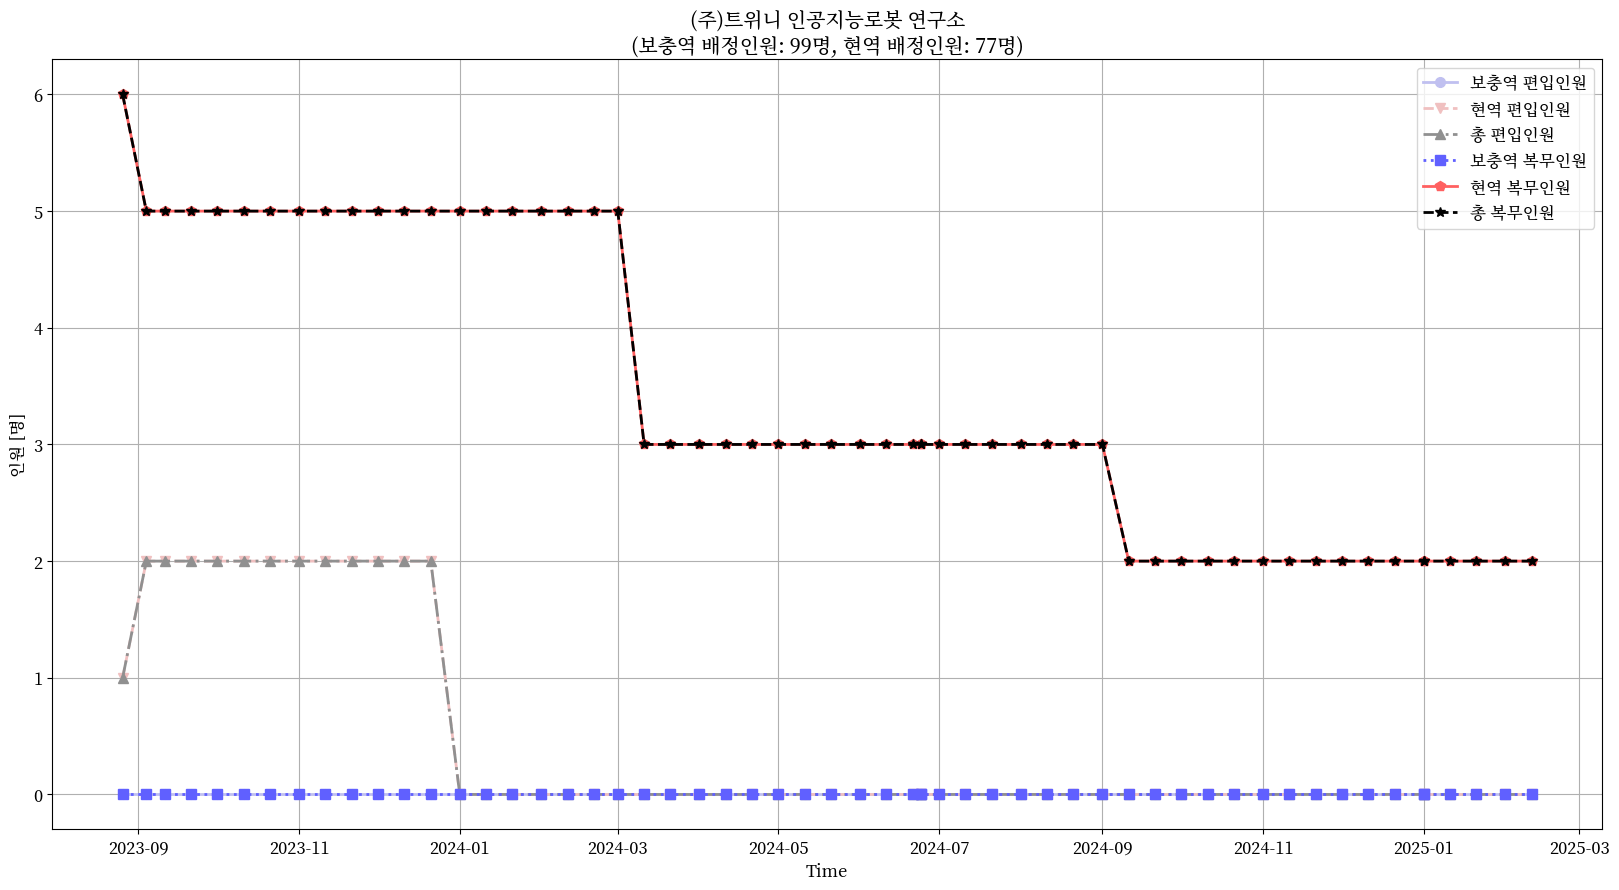 (주)트위니 인공지능로봇 연구소
(보충역 배정인원: 99명, 현역 배정인원: 77명)
보충역 편입인원
현역 편입인원
총 편입인원
보충역 복무인원
현역 복무인원
총 복무인원
인원 [명]
6
5
4
3
2
1
0
2023-09
2023-11
2024-01
2024-03
2024-05
2024-07
2024-09
2024-11
2025-01
2025-03
Time